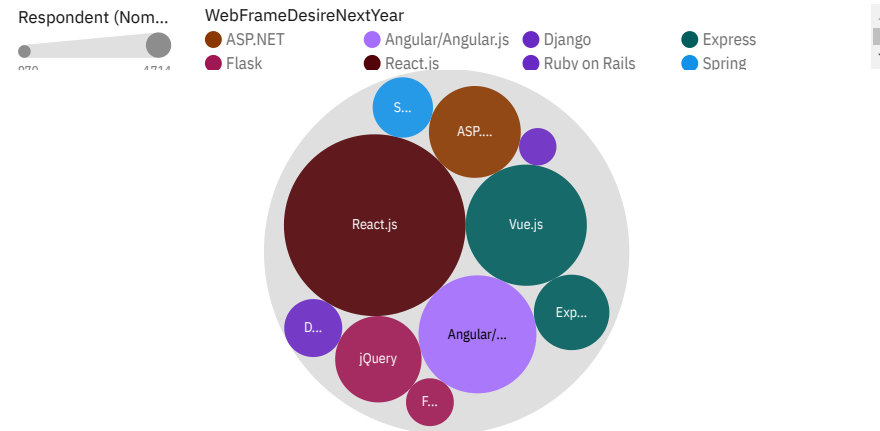 Respondent (Nom...
WebFrameDesireNextYear
ASP.NET
Angular/Angular.js
Django
Express
Flask
React.js
Ruby on Rails
Spring
S...
ASP....
React.js
Vue.js
Exp...
D...
jQuery
Angular/...
F...